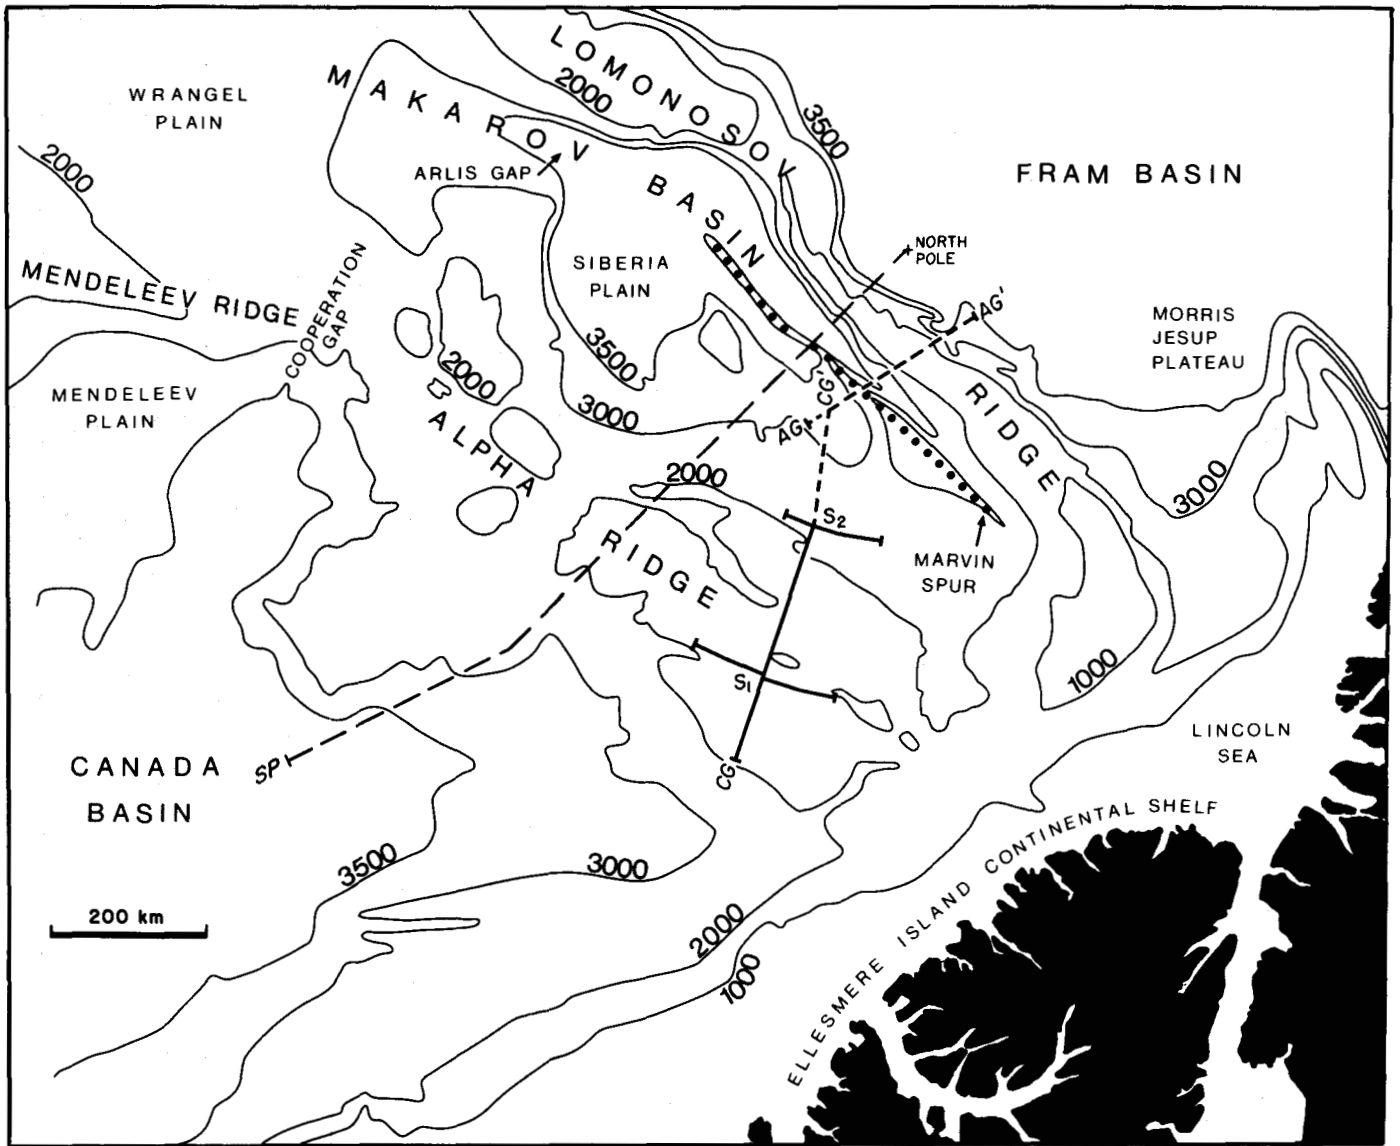 LOMONOSOV
2000
3500
MAKAROV
WRANGEL
PLAIN
2000
ARLIS GAP
BASIN
FRAM BASIN
NORTH
POLE
SIBERIA
PLAIN
MENDELEEV RIDGE
COOPERATION
GAP
AG'
MORRIS
JESUP
PLATEAU
3500
2000
MENDELEEV
PLAIN
CG'
3000
AG
RIDGE
ALPHA
2000
3000
S2
RIDGE
MARVIN
SPUR
1000
S1
LINCOLN
SEA
CANADA
BASIN
SP
CG
ELLESMERE ISLAND CONTINENTAL SHELF
3500
3000
200 km
2000
1000